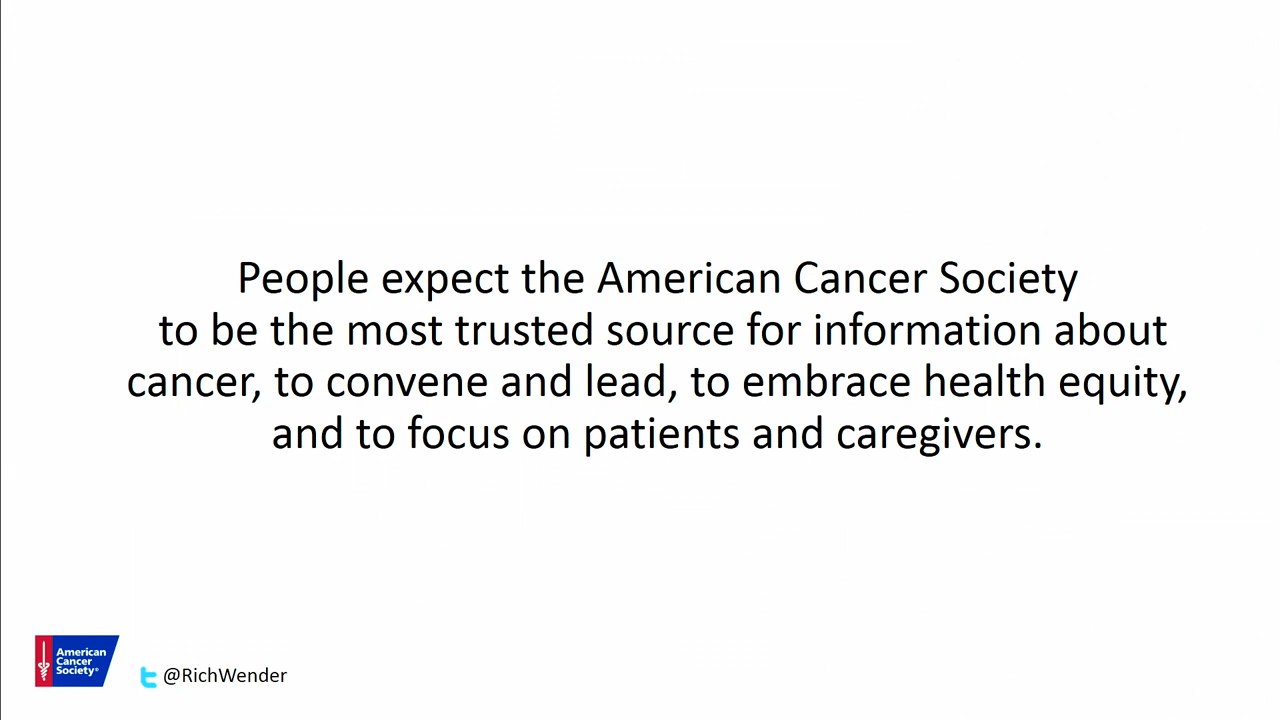 People expect the American Cancer Society
to be the most trusted source for information about
cancer, to convene and lead, to embrace health equity,
and to focus on patients and caregivers.
American
Cancer
Society®
@RichWender